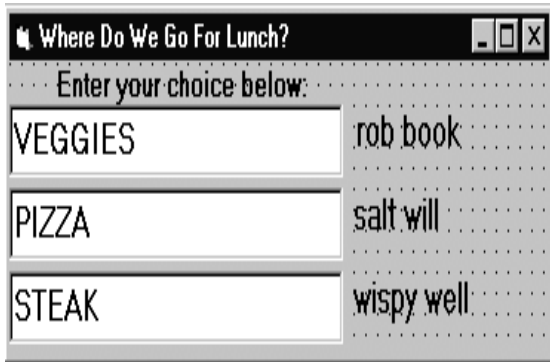 Where Do We Go For Lunch?
Enter your choice below:
VEGGIES rob book
PIZZA salt will
STEAK wispy well